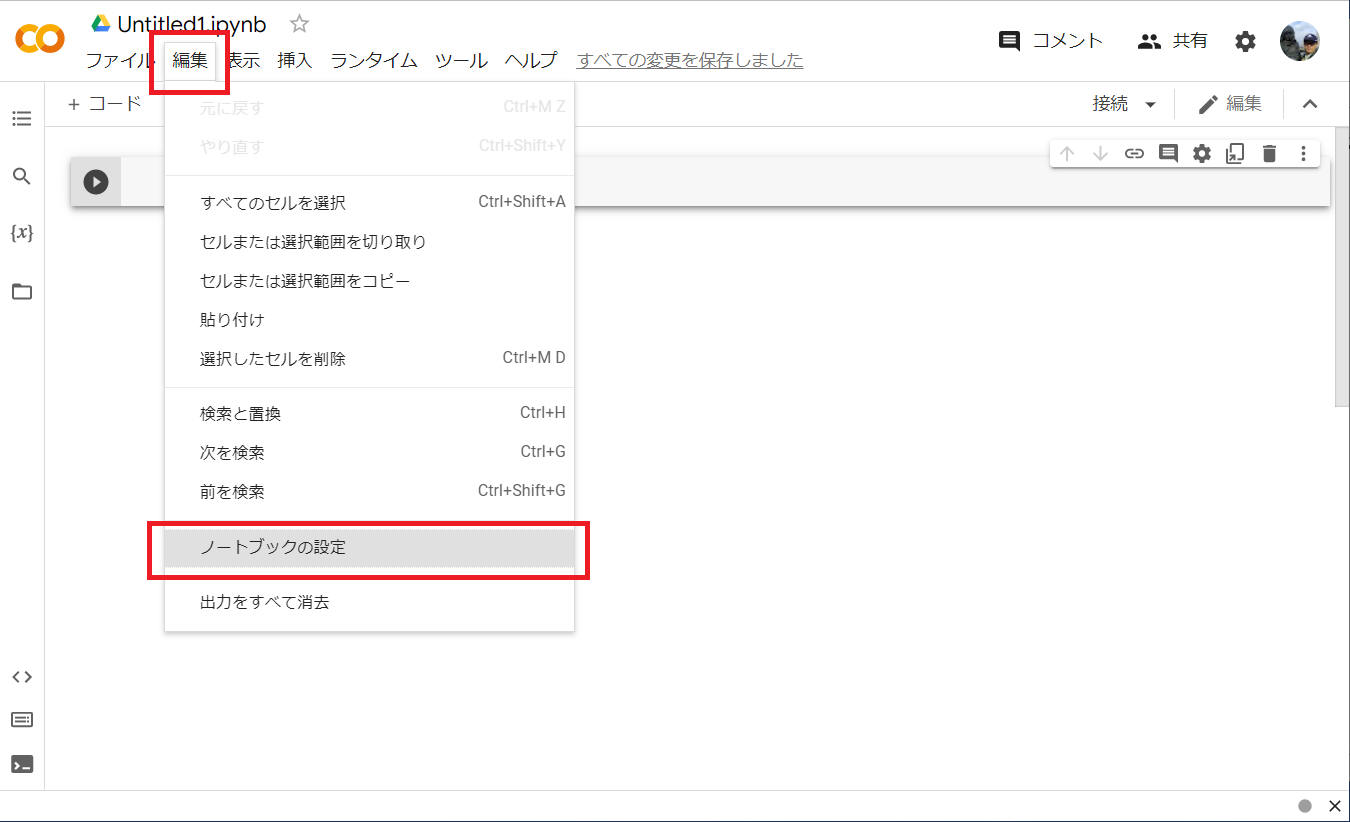 Untitled1.ipynb
ファイル 編集 表示 挿入 ランタイム ツール ヘルプ すべての変更を保存しました
コメント 共有
+ コード
接続 編集
元に戻す Ctrl+M Z
やり直す Ctrl+Shift+Y
すべてのセルを選択 Ctrl+Shift+A
セルまたは選択範囲を切り取り
セルまたは選択範囲をコピー
貼り付け
選択したセルを削除 Ctrl+M D
検索と置換 Ctrl+H
次を検索 Ctrl+G
前を検索 Ctrl+Shift+G
ノートブックの設定
出力をすべて消去
{x}